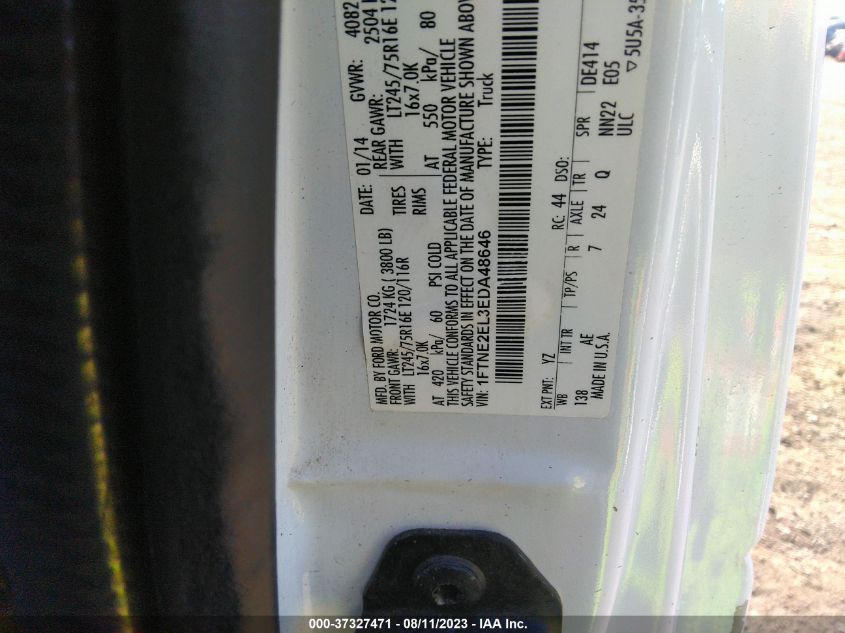 MFD. BY FORD MOTOR CO.
DATE: 01/14 GVWR: 4082
FRONT GAWR: 1724 KG ( 3800 LB) REAR GAWR: 2504
WITH LT245/75R16E 120/116R TIRES WITH LT245/75R16E
16x7.0K RIMS 16x7.0K
AT 420 kPa/ 60 PSI COLD AT 550 kPa/ 80
THIS VEHICLE CONFORMS TO ALL APPLICABLE FEDERAL MOTOR VEHICLE
SAFETY STANDARDS IN EFFECT ON THE DATE OF MANUFACTURE SHOWN ABOVE
VIN: 1FTNE2EL3EDA48646 TYPE: Truck
EXT PNT: YZ RC: 44 DSO:
WB INT TR TP/PS R AXLE TR SPR DE414
138 AE 7 24 Q NN22 E05
MADE IN U.S.A. ULC ▽5U5A-35
000-37327471 - 08/11/2023 - IAA Inc.